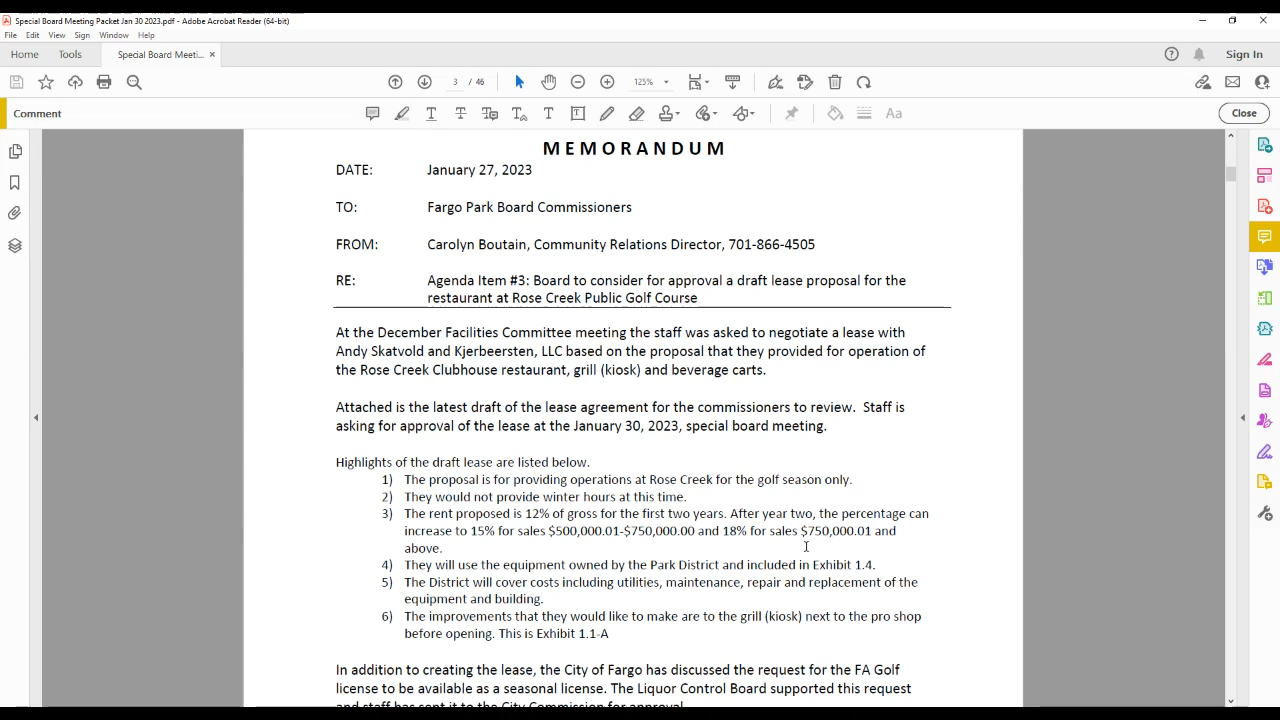 Special Board Meeting Packet Jan 30 2023.pdf - Adobe Acrobat Reader (64-bit)
File Edit View Sign Window Help
Home Tools Special Board Meeti... × Sign In
3 / 46 125%
Comment Close
MEMORANDUM
DATE: January 27, 2023
TO: Fargo Park Board Commissioners
FROM: Carolyn Boutain, Community Relations Director, 701-866-4505
RE: Agenda Item #3: Board to consider for approval a draft lease proposal for the
restaurant at Rose Creek Public Golf Course
At the December Facilities Committee meeting the staff was asked to negotiate a lease with
Andy Skatvold and Kjerbeersten, LLC based on the proposal that they provided for operation of
the Rose Creek Clubhouse restaurant, grill (kiosk) and beverage carts.
Attached is the latest draft of the lease agreement for the commissioners to review. Staff is
asking for approval of the lease at the January 30, 2023, special board meeting.
Highlights of the draft lease are listed below.
1) The proposal is for providing operations at Rose Creek for the golf season only.
2) They would not provide winter hours at this time.
3) The rent proposed is 12% of gross for the first two years. After year two, the percentage can
increase to 15% for sales $500,000.01-$750,000.00 and 18% for sales $750,000.01 and
above.
4) They will use the equipment owned by the Park District and included in Exhibit 1.4.
5) The District will cover costs including utilities, maintenance, repair and replacement of the
equipment and building.
6) The improvements that they would like to make are to the grill (kiosk) next to the pro shop
before opening. This is Exhibit 1.1-A
In addition to creating the lease, the City of Fargo has discussed the request for the FA Golf
license to be available as a seasonal license. The Liquor Control Board supported this request
and staff has sent it to the City Commission for approval.